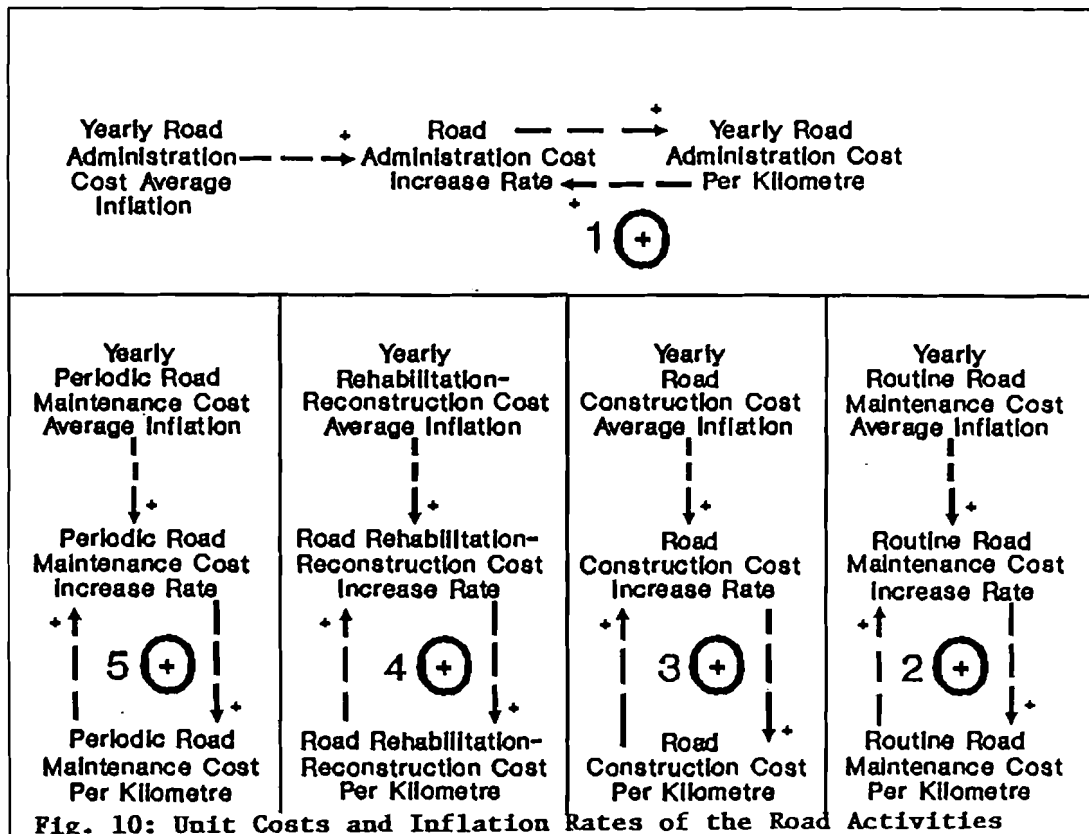 Yearly Road
Administration
Cost Average
Inflation
+
Road
Administration Cost
Increase Rate
+
Yearly Road
Administration Cost
Per Kilometre
+
1 +
Yearly
Periodic Road
Maintenance Cost
Average Inflation
+
Periodic Road
Maintenance Cost
Increase Rate
+
5 +
+
Periodic Road
Maintenance Cost
Per Kilometre
Yearly
Rehabilitation-
Reconstruction Cost
Average Inflation
+
Road Rehabilitation-
Reconstruction Cost
Increase Rate
+
4 +
+
Road Rehabilitation-
Reconstruction Cost
Per Kilometre
Yearly
Road
Construction Cost
Average Inflation
+
Road
Construction Cost
Increase Rate
+
3 +
+
Road
Construction Cost
Per Kilometre
Yearly
Routine Road
Maintenance Cost
Average Inflation
+
Routine Road
Maintenance Cost
Increase Rate
+
2 +
+
Routine Road
Maintenance Cost
Per Kilometre
Fig. 10: Unit Costs and Inflation Rates of the Road Activities